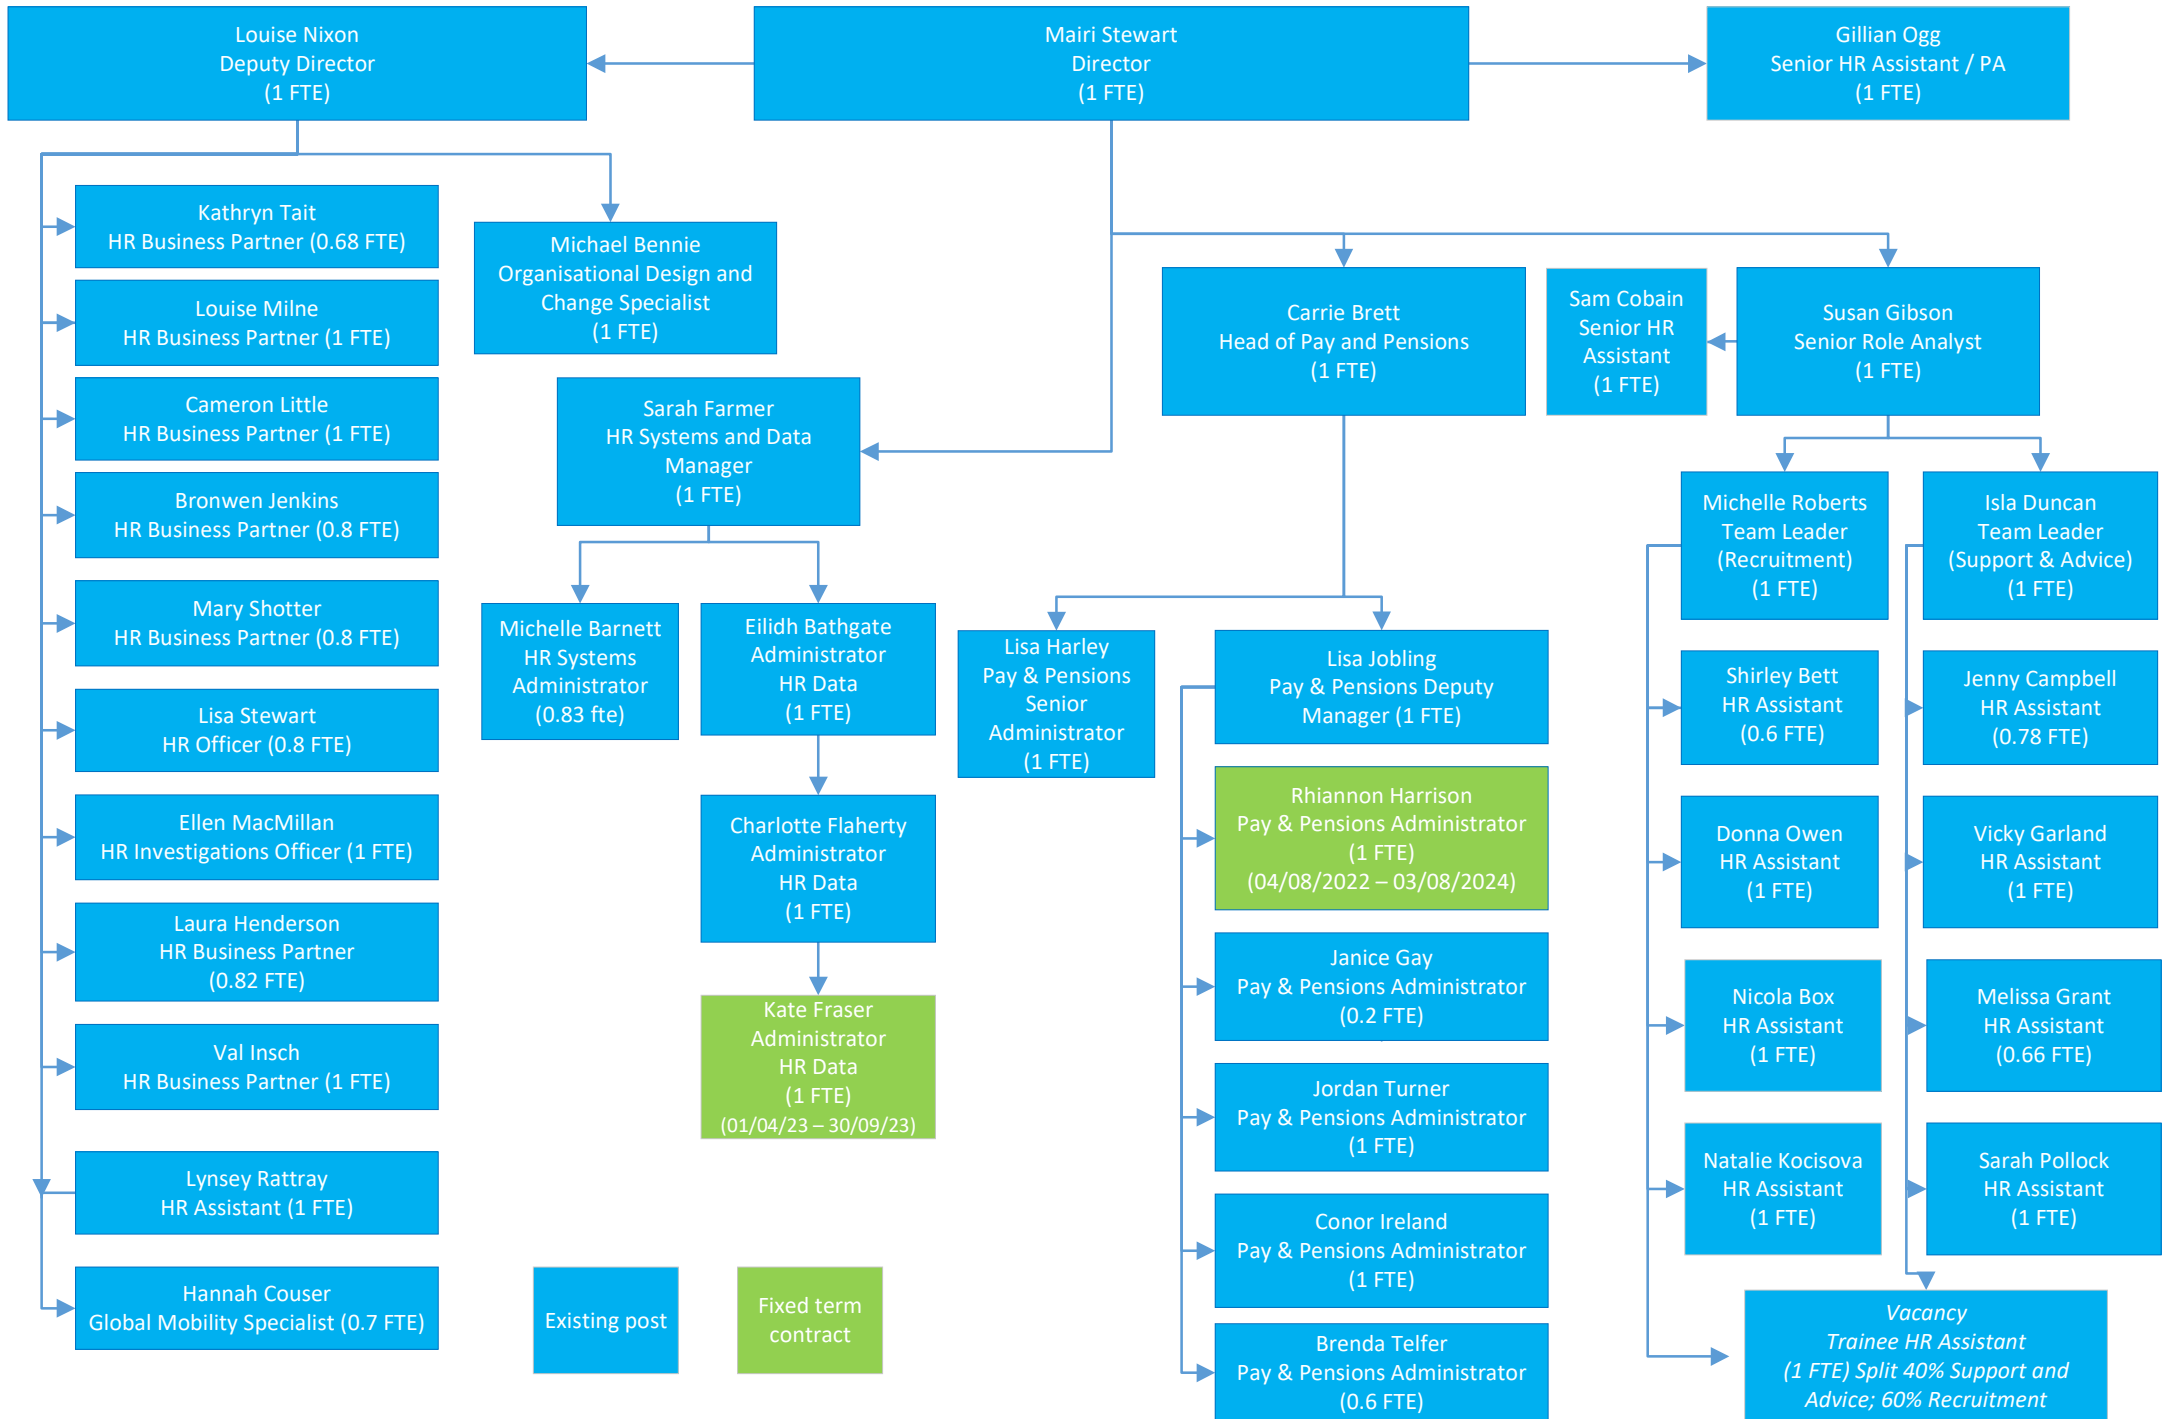 Louise Nixon
Deputy Director
(1 FTE)
Mairi Stewart
Director
(1 FTE)
Gillian Ogg
Senior HR Assistant / PA
(1 FTE)
Kathryn Tait
HR Business Partner (0.68 FTE)
Louise Milne
HR Business Partner (1 FTE)
Cameron Little
HR Business Partner (1 FTE)
Bronwen Jenkins
HR Business Partner (0.8 FTE)
Mary Shotter
HR Business Partner (0.8 FTE)
Lisa Stewart
HR Officer (0.8 FTE)
Ellen MacMillan
HR Investigations Officer (1 FTE)
Laura Henderson
HR Business Partner
(0.82 FTE)
Val Insch
HR Business Partner (1 FTE)
Lynsey Rattray
HR Assistant (1 FTE)
Hannah Couser
Global Mobility Specialist (0.7 FTE)
Michael Bennie
Organisational Design and
Change Specialist
(1 FTE)
Sarah Farmer
HR Systems and Data
Manager
(1 FTE)
Michelle Barnett
HR Systems
Administrator
(0.83 fte)
Eilidh Bathgate
Administrator
HR Data
(1 FTE)
Charlotte Flaherty
Administrator
HR Data
(1 FTE)
Kate Fraser
Administrator
HR Data
(1 FTE)
(01/04/23 – 30/09/23)
Existing post
Fixed term
contract
Carrie Brett
Head of Pay and Pensions
(1 FTE)
Lisa Harley
Pay & Pensions
Senior
Administrator
(1 FTE)
Lisa Jobling
Pay & Pensions Deputy
Manager (1 FTE)
Rhiannon Harrison
Pay & Pensions Administrator
(1 FTE)
(04/08/2022 – 03/08/2024)
Janice Gay
Pay & Pensions Administrator
(0.2 FTE)
Jordan Turner
Pay & Pensions Administrator
(1 FTE)
Conor Ireland
Pay & Pensions Administrator
(1 FTE)
Brenda Telfer
Pay & Pensions Administrator
(0.6 FTE)
Sam Cobain
Senior HR
Assistant
(1 FTE)
Susan Gibson
Senior Role Analyst
(1 FTE)
Michelle Roberts
Team Leader
(Recruitment)
(1 FTE)
Shirley Bett
HR Assistant
(0.6 FTE)
Donna Owen
HR Assistant
(1 FTE)
Nicola Box
HR Assistant
(1 FTE)
Natalie Kocisova
HR Assistant
(1 FTE)
Isla Duncan
Team Leader
(Support & Advice)
(1 FTE)
Jenny Campbell
HR Assistant
(0.78 FTE)
Vicky Garland
HR Assistant
(1 FTE)
Melissa Grant
HR Assistant
(0.66 FTE)
Sarah Pollock
HR Assistant
(1 FTE)
Vacancy
Trainee HR Assistant
(1 FTE) Split 40% Support and
Advice; 60% Recruitment